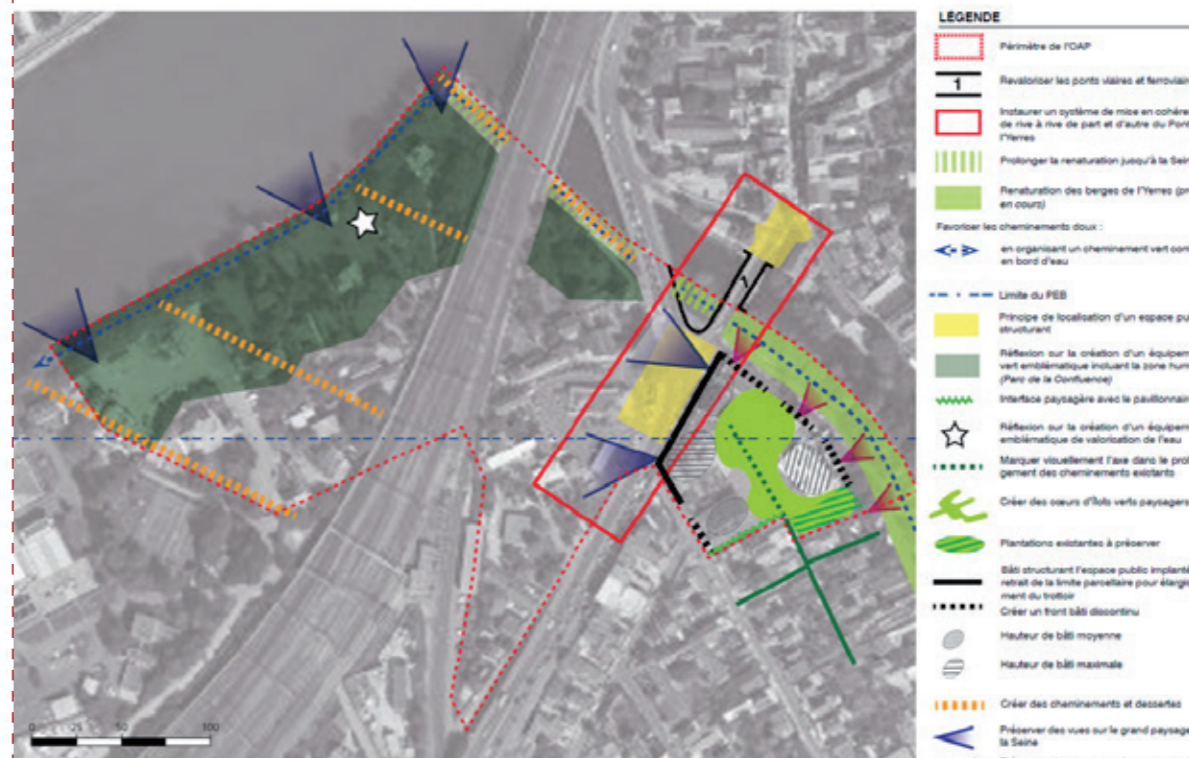 LÉGENDE
Périmètre de l'OAP
1
Revaloriser les ponts viaires et ferroviair
Instaurer un système de mise en cohére
de rive à rive de part et d'autre du Pont
l'Yerres
Prolonger la renaturation jusqu'à la Sein
Renaturation des berges de l'Yerres (pr
en cours)
Favoriser les cheminements doux :
en organisant un cheminement vert con
en bord d'eau
Limite du PEB
Principe de localisation d'un espace pu
structurant
Réflexion sur la création d'un équipem
vert emblématique incluant la zone hum
(Parc de la Confluence)
Interface paysagère avec le pavillonnair
Réflexion sur la création d'un équipem
emblématique de valorisation de l'eau
Marquer visuellement l'axe dans le prol
gement des cheminements existants
Créer des cœurs d'îlots verts paysagers
Plantations existantes à préserver
Bâti structurant l'espace public implanté
retrait de la limite parcellaire pour élargi
ment du trottoir
Créer un front bâti discontinu
Hauteur de bâti moyenne
Hauteur de bâti maximale
Créer des cheminements et dessertes
Préserver des vues sur le grand paysage
la Seine
0 25 50 100